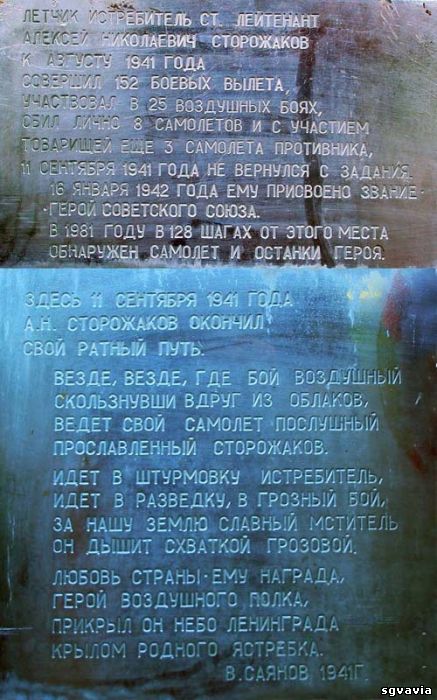 ЛЕТЧИК ИСТРЕБИТЕЛЬ СТ. ЛЕЙТЕНАНТ
АЛЕКСЕЙ НИКОЛАЕВИЧ СТОРОЖАКОВ
К АВГУСТУ 1941 ГОДА
СОВЕРШИЛ 152 БОЕВЫХ ВЫЛЕТА,
УЧАСТВОВАЛ В 25 ВОЗДУШНЫХ БОЯХ,
СБИЛ ЛИЧНО 8 САМОЛЕТОВ И С УЧАСТИЕМ
ТОВАРИЩЕЙ ЕЩЕ 3 САМОЛЕТА ПРОТИВНИКА,
11 СЕНТЯБРЯ 1941 ГОДА НЕ ВЕРНУЛСЯ С ЗАДАНИЯ.
16 ЯНВАРЯ 1942 ГОДА ЕМУ ПРИСВОЕНО ЗВАНИЕ-
·ГЕРОЙ СОВЕТСКОГО СОЮЗА.
В 1981 ГОДУ В 128 ШАГАХ ОТ ЭТОГО МЕСТА
ОБНАРУЖЕН САМОЛЕТ И ОСТАНКИ ГЕРОЯ.
ЗДЕСЬ 11 СЕНТЯБРЯ 1941 ГОДА
А.Н. СТОРОЖАКОВ ОКОНЧИЛ
СВОЙ РАТНЫЙ ПУТЬ.
ВЕЗДЕ, ВЕЗДЕ, ГДЕ БОЙ ВОЗДУШНЫЙ
СКОЛЬЗНУВШИ ВДРУГ ИЗ ОБЛАКОВ,
ВЕДЕТ СВОЙ САМОЛЕТ ПОСЛУШНЫЙ
ПРОСЛАВЛЕННЫЙ СТОРОЖАКОВ.
ИДЕТ В ШТУРМОВКУ ИСТРЕБИТЕЛЬ,
ИДЕТ В РАЗВЕДКУ, В ГРОЗНЫЙ БОЙ,
ЗА НАШУ ЗЕМЛЮ СЛАВНЫЙ МСТИТЕЛЬ
ОН ДЫШИТ СХВАТКОЙ ГРОЗОВОЙ.
ЛЮБОВЬ СТРАНЫ-ЕМУ НАГРАДА,
ГЕРОЙ ВОЗДУШНОГО ПОЛКА,
ПРИКРЫЛ ОН НЕБО ЛЕНИНГРАДА
КРЫЛОМ РОДНОГО ЯСТРЕБКА.
В.САЯНОВ 1941Г.
sgvavia